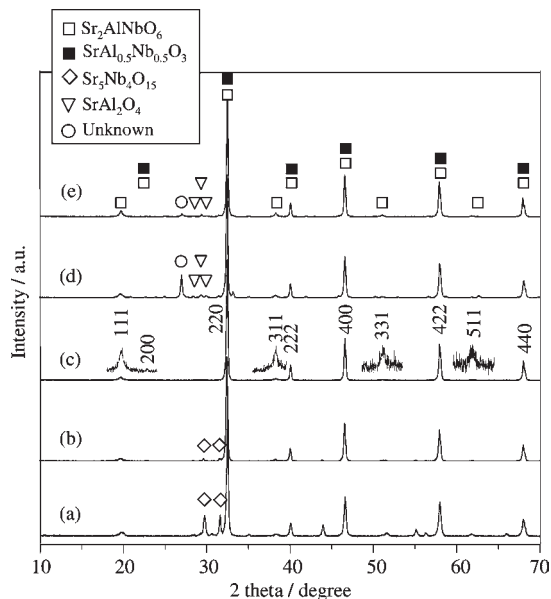 Sr₂AlNbO₆
SrAl₀.₅Nb₀.₅O₃
Sr₅Nb₄O₁₅
SrAl₂O₄
Unknown
(e)
(d)
220
111
200
311
222
400
331
422
511
440
(c)
(b)
(a)
Intensity / a.u.
10 20 30 40 50 60 70
2 theta / degree